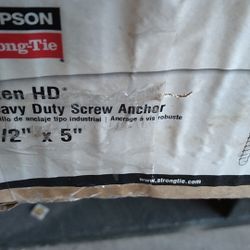 PSON
ong-Tie
en HD®
avy Duty Screw Anchor
illo de anclaje tipo industrial | Ancrage à vis robuste
/2" x 5"
www.strongtie.com